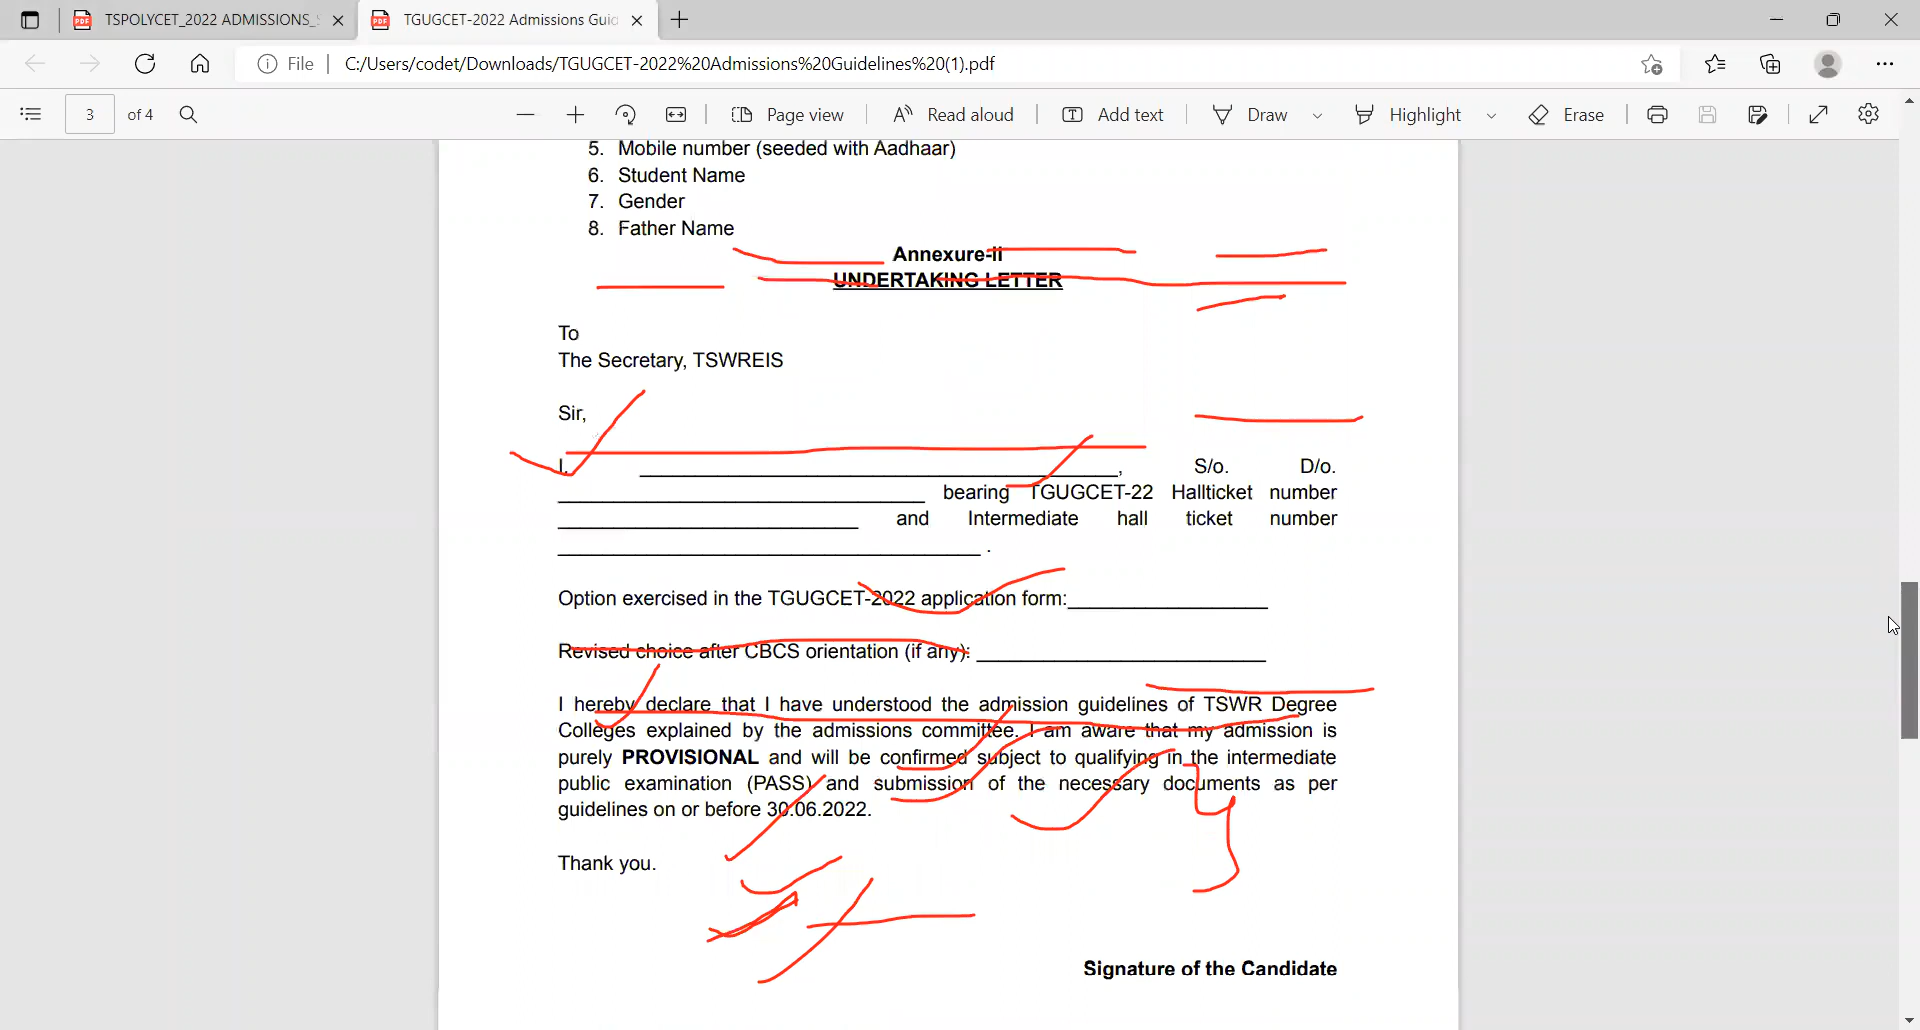 TSPOLYCET_2022 ADMISSIONS_
TGUGCET-2022 Admissions Guid
File
C:/Users/codet/Downloads/TGUGCET-2022%20Admissions%20Guidelines%20(1).pdf
3 of 4
Page view
Read aloud
Add text
Draw
Highlight
Erase
5. Mobile number (seeded with Aadhaar)
6. Student Name
7. Gender
8. Father Name
Annexure-II
UNDERTAKING LETTER
To
The Secretary, TSWREIS
Sir,
I, ______________________________, S/o. D/o.
______________________________ bearing TGUGCET-22 Hallticket number
______________________________ and Intermediate hall ticket number
______________________________ .
Option exercised in the TGUGCET-2022 application form:__________________
Revised choice after CBCS orientation (if any): __________________________
I hereby declare that I have understood the admission guidelines of TSWR Degree
Colleges explained by the admissions committee. I am aware that my admission is
purely PROVISIONAL and will be confirmed subject to qualifying in the intermediate
public examination (PASS) and submission of the necessary documents as per
guidelines on or before 30.06.2022.
Thank you.
Signature of the Candidate